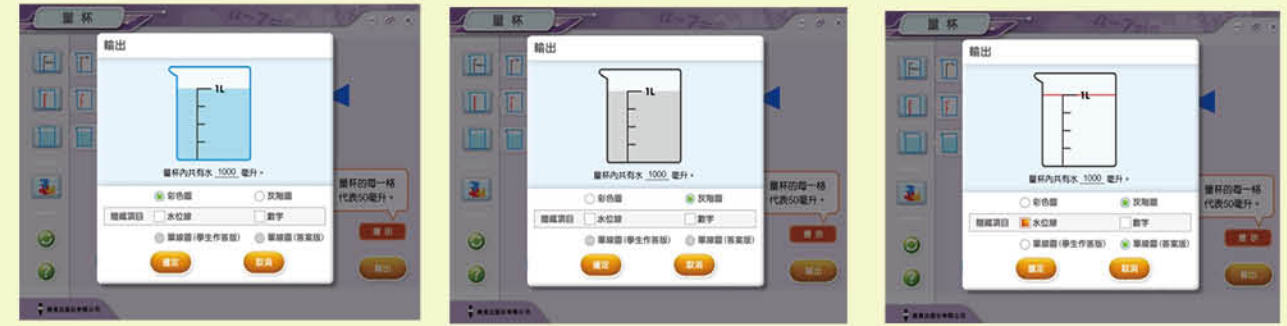 量杯
輸出
1L
量杯內共有水 1000 毫升。
彩色圖 灰階圖
隱藏項目 水位線 數字
單線圖(學生作答版) 單線圖(答案版)
確定 取消
量杯的每一格
代表50毫升。
輸出
量杯
輸出
1L
量杯內共有水 1000 毫升。
彩色圖 灰階圖
隱藏項目 水位線 數字
單線圖(學生作答版) 單線圖(答案版)
確定 取消
量杯的每一格
代表50毫升。
輸出
量杯
輸出
1L
量杯內共有水 1000 毫升。
彩色圖 灰階圖
隱藏項目 水位線 數字
單線圖(學生作答版) 單線圖(答案版)
確定 取消
量杯的每一格
代表50毫升。
輸出